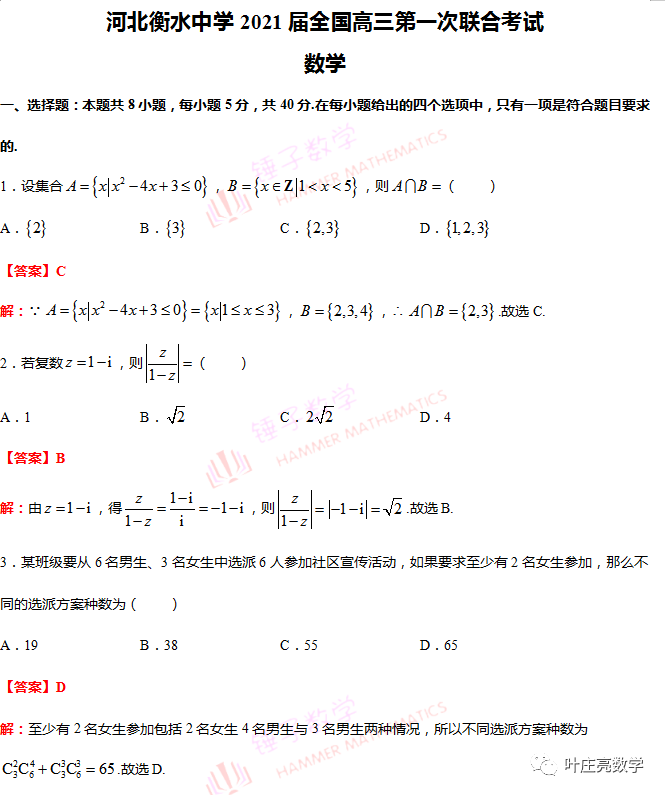 河北衡水中学 2021 届全国高三第一次联合考试
数学
一、选择题：本题共 8 小题，每小题 5 分，共 40 分.在每小题给出的四个选项中，只有一项是符合题目要求
的.
1．设集合 A = {x|x² − 4x + 3 ≤ 0}，B = {x ∈ Z|1 < x < 5}，则 A⋂B =（　　）
A．{2}　B．{3}　C．{2,3}　D．{1,2,3}
【答案】C
解：∵ A = {x|x² − 4x + 3 ≤ 0} = {x|1 ≤ x ≤ 3}，B = {2,3,4}，∴ A⋂B = {2,3}.故选 C.
2．若复数 z = 1 − i，则 |z/(1 − z)| =（　　）
A．1　B．√2　C．2√2　D．4
【答案】B
解：由 z = 1 − i，得 z/(1 − z) = (1 − i)/i = −1 − i，则 |z/(1 − z)| = |−1 − i| = √2.故选 B.
3．某班级要从 6 名男生、3 名女生中选派 6 人参加社区宣传活动，如果要求至少有 2 名女生参加，那么不
同的选派方案种数为（　　）
A．19　B．38　C．55　D．65
【答案】D
解：至少有 2 名女生参加包括 2 名女生 4 名男生与 3 名男生两种情况，所以不同选派方案种数为
C₃²C₆⁴ + C₃³C₆³ = 65.故选 D.
锤子数学
HAMMER MATHEMATICS
锤子数学
HAMMER MATHEMATICS
锤子数学
HAMMER MATHEMATICS
叶庄亮数学